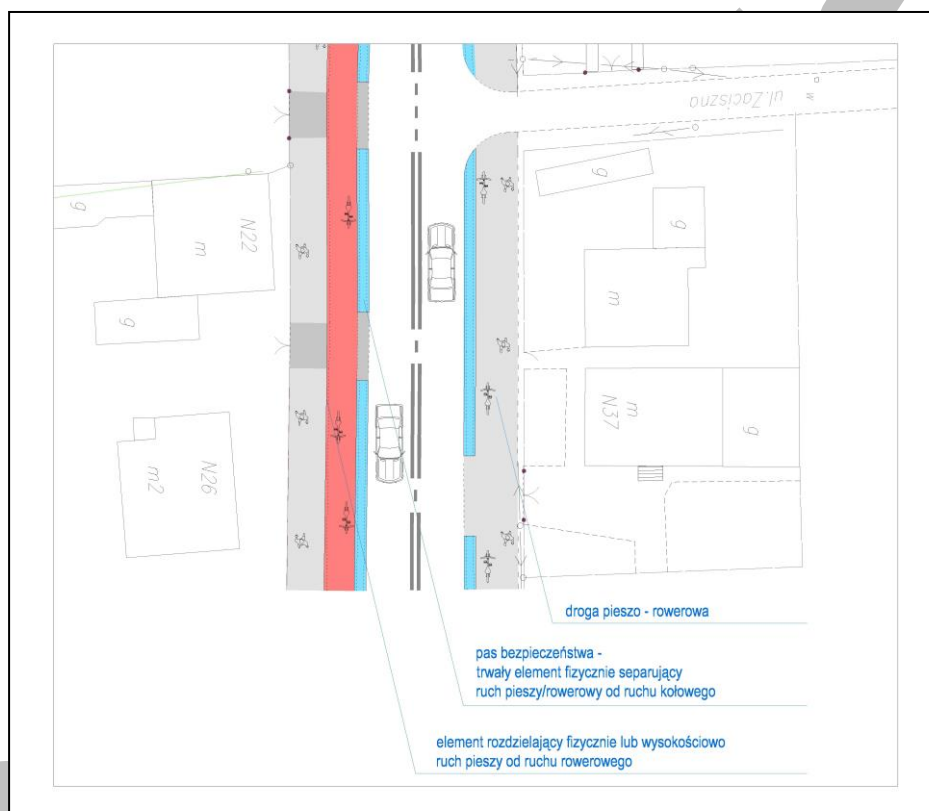 ul.Zaciszna
w
g
g
N22
m
g
g
m
m
N37
g
N26
m2
droga pieszo - rowerowa
pas bezpieczeństwa -
trwały element fizycznie separujący
ruch pieszy/rowerowy od ruchu kołowego
element rozdzielający fizycznie lub wysokościowo
ruch pieszy od ruchu rowerowego